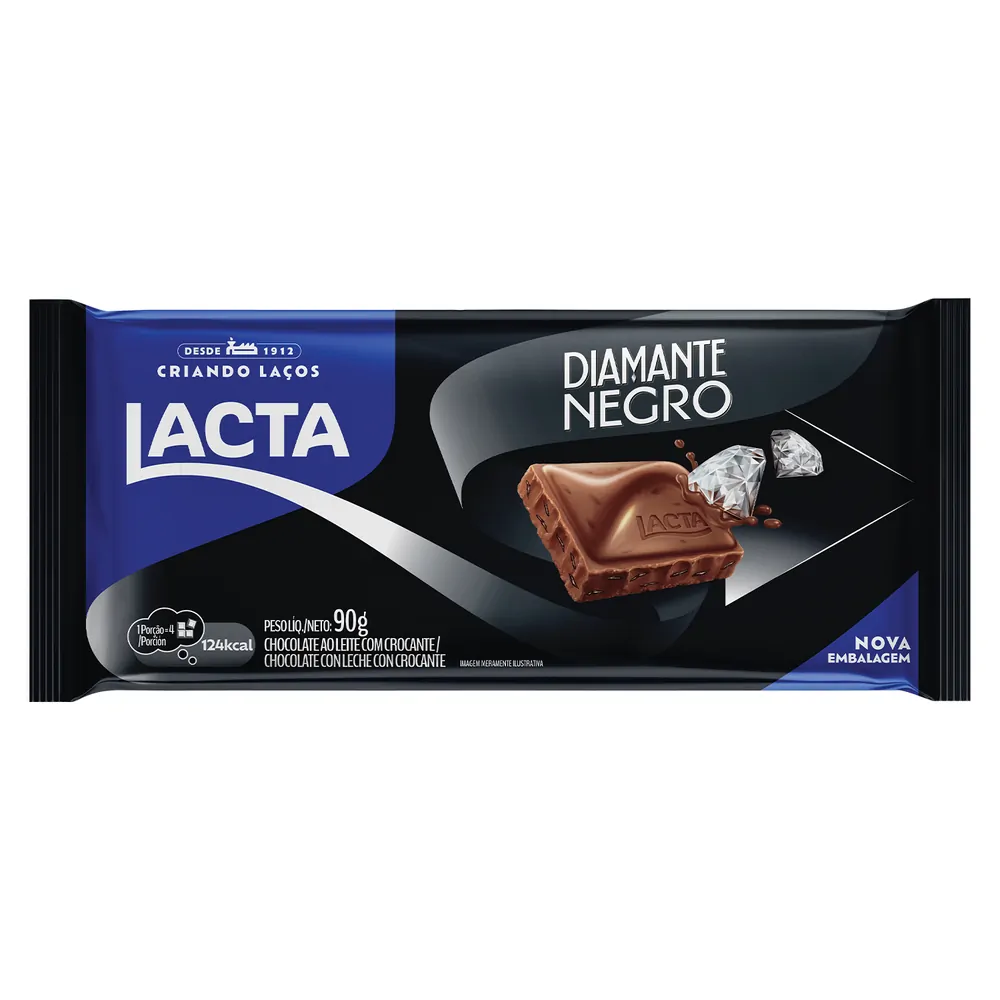 DESDE 1912
CRIANDO LAÇOS
LACTA
DIAMANTE
NEGRO
LACTA
1 Porção = 4
/Porción
124kcal
PESO LÍQ./NETO: 90g
CHOCOLATE AO LEITE COM CROCANTE/
CHOCOLATE CON LECHE CON CROCANTE
IMAGEM MERAMENTE ILUSTRATIVA
NOVA
EMBALAGEM